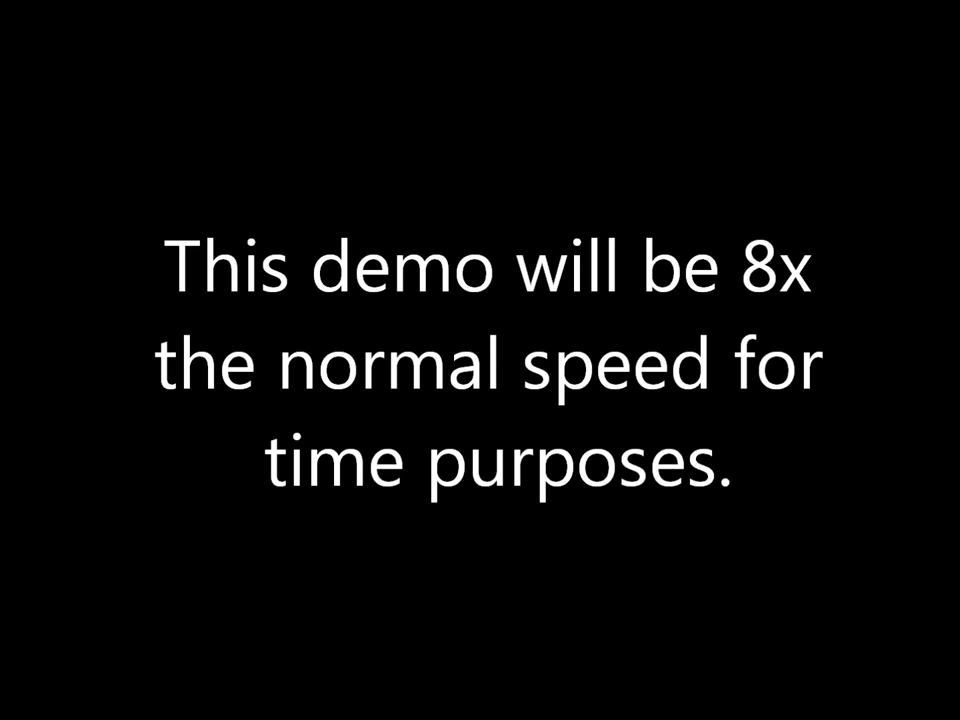 This demo will be 8x
the normal speed for
time purposes.